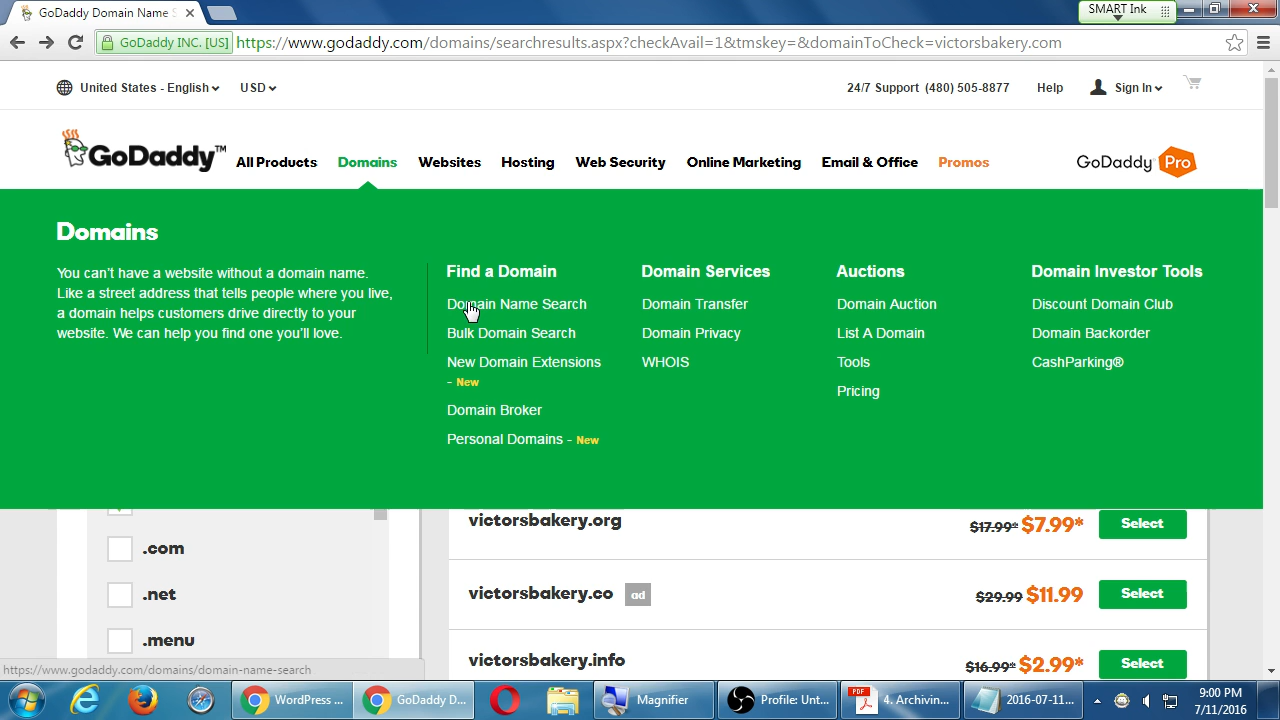 GoDaddy Domain Name S
SMART Ink
GoDaddy INC. [US]
https://www.godaddy.com/domains/searchresults.aspx?checkAvail=1&tmskey=&domainToCheck=victorsbakery.com
United States - English
USD
24/7 Support (480) 505-8877
Help
Sign In
GoDaddy™
All Products
Domains
Websites
Hosting
Web Security
Online Marketing
Email & Office
Promos
GoDaddy Pro
Domains
You can't have a website without a domain name.
Like a street address that tells people where you live,
a domain helps customers drive directly to your
website. We can help you find one you'll love.
Find a Domain
Domain Name Search
Bulk Domain Search
New Domain Extensions
- New
Domain Broker
Personal Domains - New
Domain Services
Domain Transfer
Domain Privacy
WHOIS
Auctions
Domain Auction
List A Domain
Tools
Pricing
Domain Investor Tools
Discount Domain Club
Domain Backorder
CashParking®
.com
.net
.menu
victorsbakery.org
$17.99* $7.99*
Select
victorsbakery.co ad
$29.99 $11.99
Select
victorsbakery.info
$16.99* $2.99*
Select
https://www.godaddy.com/domains/domain-name-search
WordPress ...
GoDaddy D...
Magnifier
Profile: Unt...
PDF
4. Archivin...
2016-07-11...
9:00 PM
7/11/2016